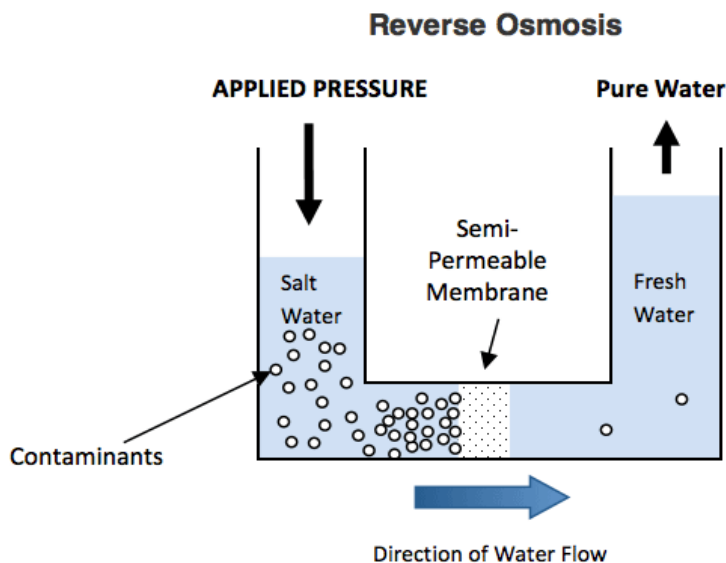 Reverse Osmosis
APPLIED PRESSURE
Pure Water
Semi-
Permeable
Membrane
Salt
Water
Fresh
Water
Contaminants
Direction of Water Flow